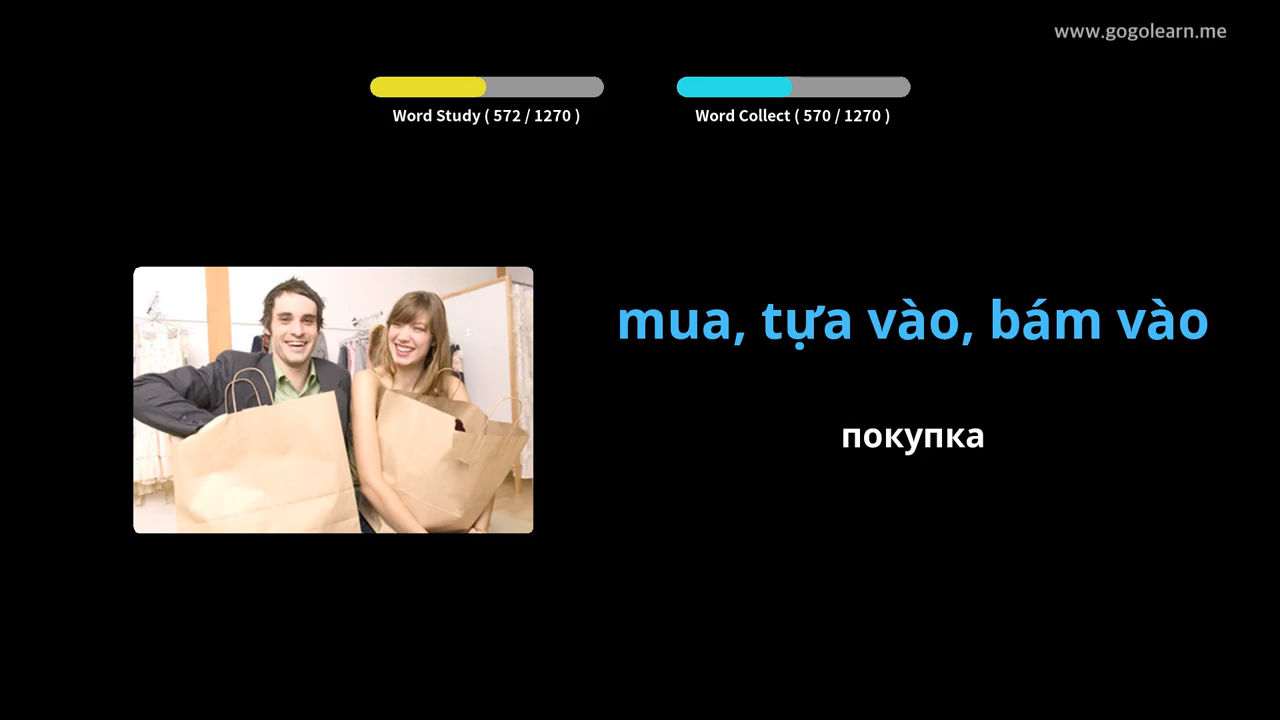 www.gogolearn.me
Word Study ( 572 / 1270 )
Word Collect ( 570 / 1270 )
mua, tựa vào, bám vào
покупка